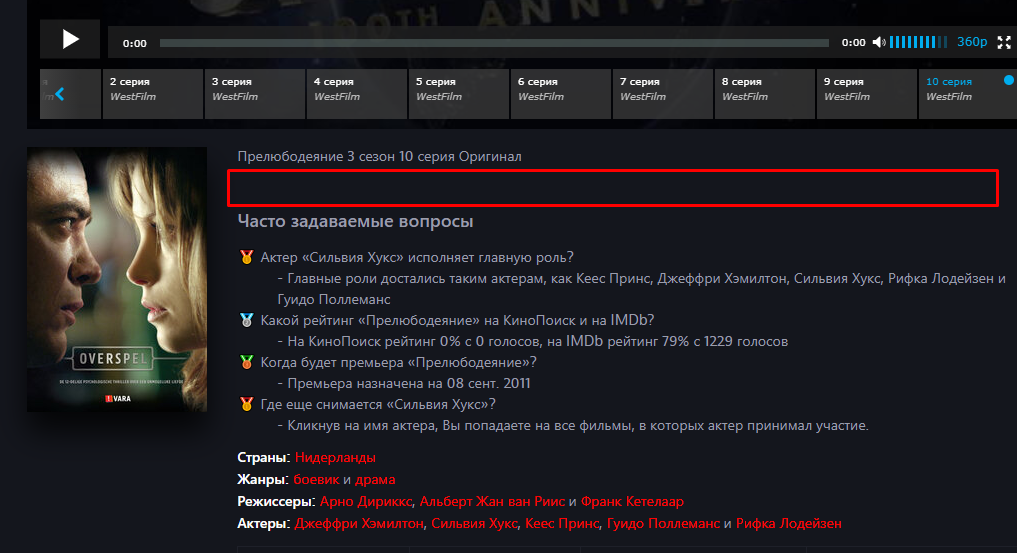 100TH ANNIVE
0:00
0:00
360p
2 серия
3 серия
4 серия
5 серия
6 серия
7 серия
8 серия
9 серия
10 серия
WestFilm
WestFilm
WestFilm
WestFilm
WestFilm
WestFilm
WestFilm
WestFilm
WestFilm
Прелюбодеяние 3 сезон 10 серия Оригинал
Часто задаваемые вопросы
Актер «Сильвия Хукс» исполняет главную роль?
- Главные роли достались таким актерам, как Кеес Принс, Джеффри Хэмилтон, Сильвия Хукс, Рифка Лодейзен и
Гуидо Поллеманс
Какой рейтинг «Прелюбодеяние» на КиноПоиск и на IMDb?
- На КиноПоиск рейтинг 0% с 0 голосов, на IMDb рейтинг 79% с 1229 голосов
Когда будет премьера «Прелюбодеяние»?
- Премьера назначена на 08 сент. 2011
Где еще снимается «Сильвия Хукс»?
- Кликнув на имя актера, Вы попадаете на все фильмы, в которых актер принимал участие.
OVERSPEL
VARA
Страны: Нидерланды
Жанры: боевик и драма
Режиссеры: Арно Дириккс, Альберт Жан ван Риис и Франк Кетелаар
Актеры: Джеффри Хэмилтон, Сильвия Хукс, Кеес Принс, Гуидо Поллеманс и Рифка Лодейзен